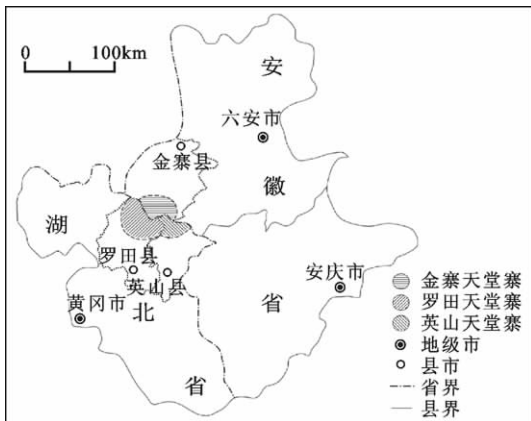 0 100km
安
六安市
金寨县
徽
湖
罗田县
英山县
安庆市
黄冈市
北
省
省
金寨天堂寨
罗田天堂寨
英山天堂寨
地级市
县市
省界
县界